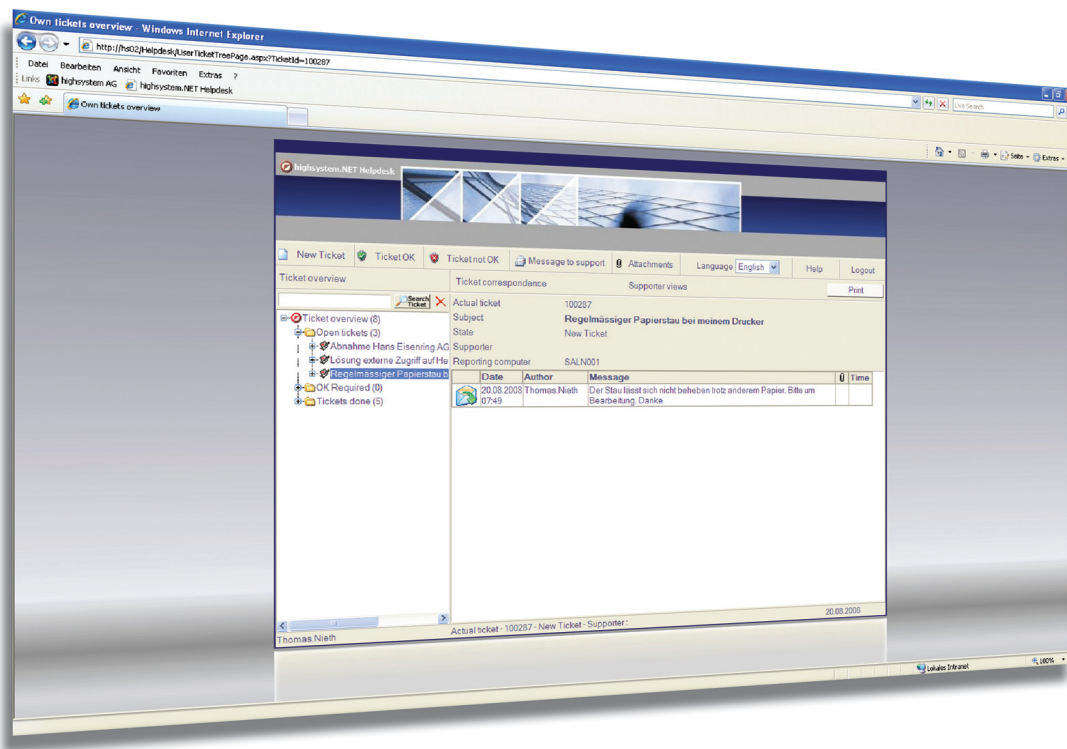 Own tickets overview - Windows Internet Explorer
http://hs02/Helpdesk/UserTicketTreePage.aspx?TicketId=100287
Live Search
Datei Bearbeiten Ansicht Favoriten Extras ?
Links highsystem AG highsystem.NET Helpdesk
Own tickets overview
Seite Extras
highsystem.NET Helpdesk
New Ticket Ticket OK Ticket not OK Message to support Attachments Language English Help Logout
Ticket overview Ticket correspondence Supporter views Print
Search Ticket
Actual ticket 100287
Subject Regelmässiger Papierstau bei meinem Drucker
State New Ticket
Supporter
Reporting computer SALN001
Ticket overview (8)
Open tickets (3)
Abnahme Hans Eisenring AG
Lösung externe Zugriff auf He
Regelmässiger Papierstau b
OK Required (0)
Tickets done (5)
Date Author Message Time
20.08.2008 Thomas.Nieth Der Stau lässt sich nicht beheben trotz anderem Papier. Bitte um
07:49 Bearbeitung. Danke
20.08.2008
Thomas.Nieth Actual ticket - 100287 - New Ticket - Supporter :
Lokales Intranet 100%